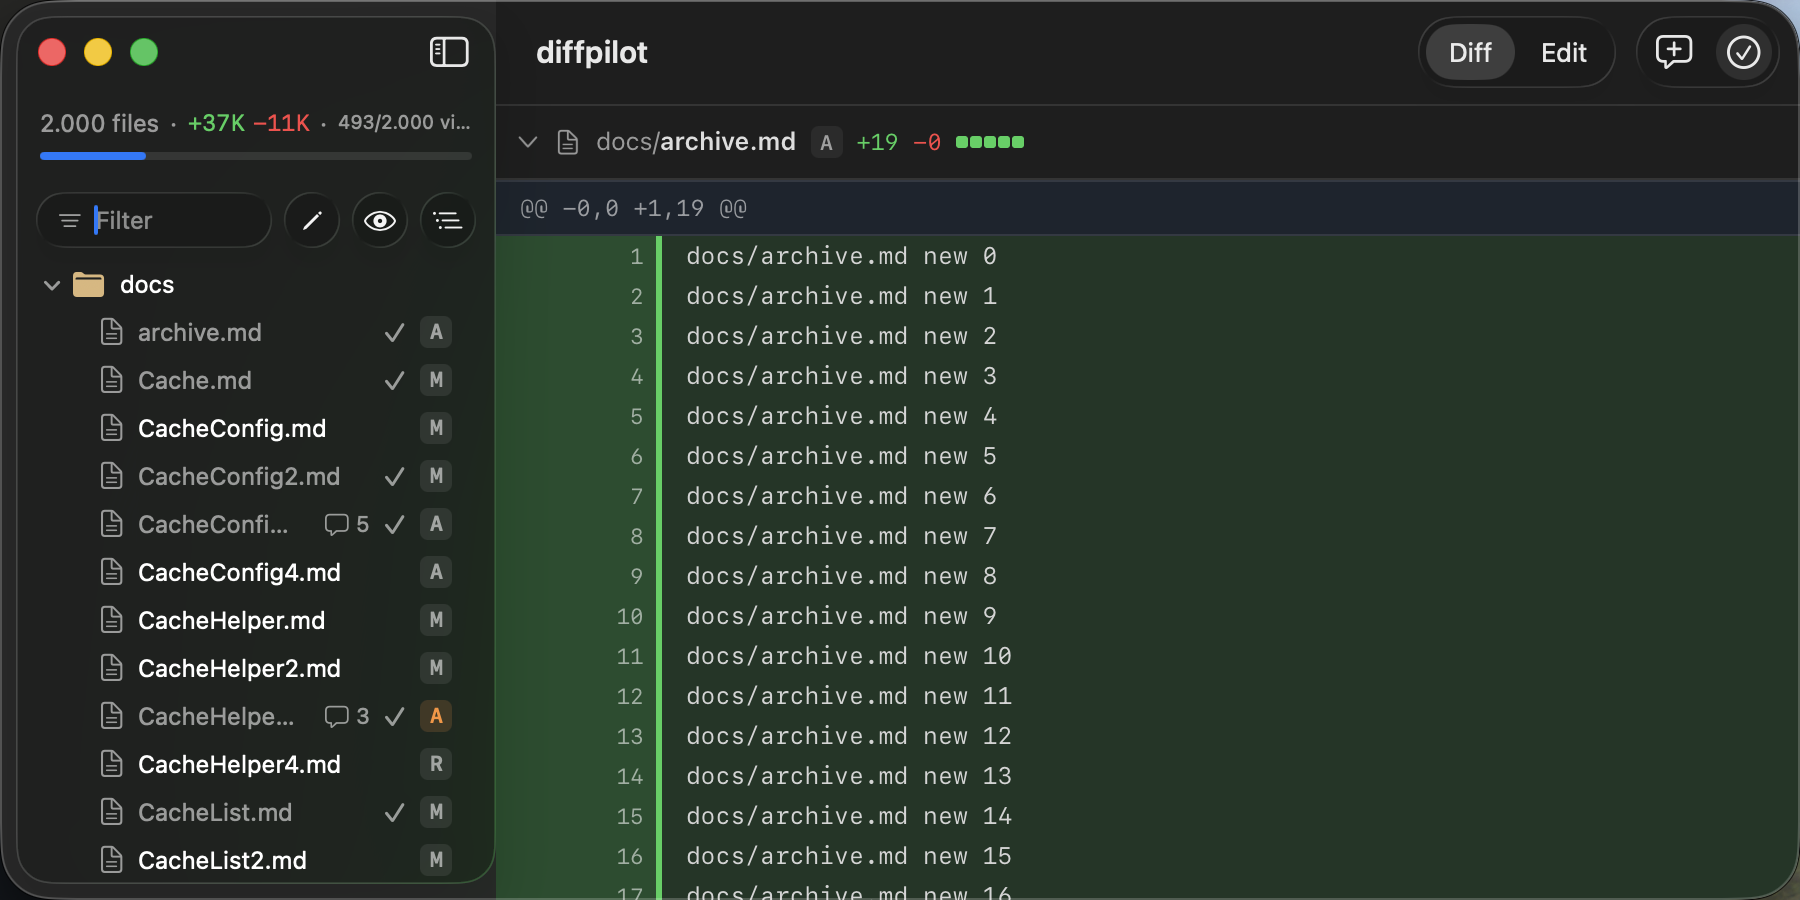 2.000 files · +37K −11K · 493/2.000 vi...
Filter
docs
archive.md A
Cache.md M
CacheConfig.md M
CacheConfig2.md M
CacheConfi... 5 A
CacheConfig4.md A
CacheHelper.md M
CacheHelper2.md M
CacheHelpe... 3 A
CacheHelper4.md R
CacheList.md M
CacheList2.md M
diffpilot
Diff Edit
docs/archive.md A +19 −0
@@ −0,0 +1,19 @@
1 docs/archive.md new 0
2 docs/archive.md new 1
3 docs/archive.md new 2
4 docs/archive.md new 3
5 docs/archive.md new 4
6 docs/archive.md new 5
7 docs/archive.md new 6
8 docs/archive.md new 7
9 docs/archive.md new 8
10 docs/archive.md new 9
11 docs/archive.md new 10
12 docs/archive.md new 11
13 docs/archive.md new 12
14 docs/archive.md new 13
15 docs/archive.md new 14
16 docs/archive.md new 15
17 docs/archive.md new 16